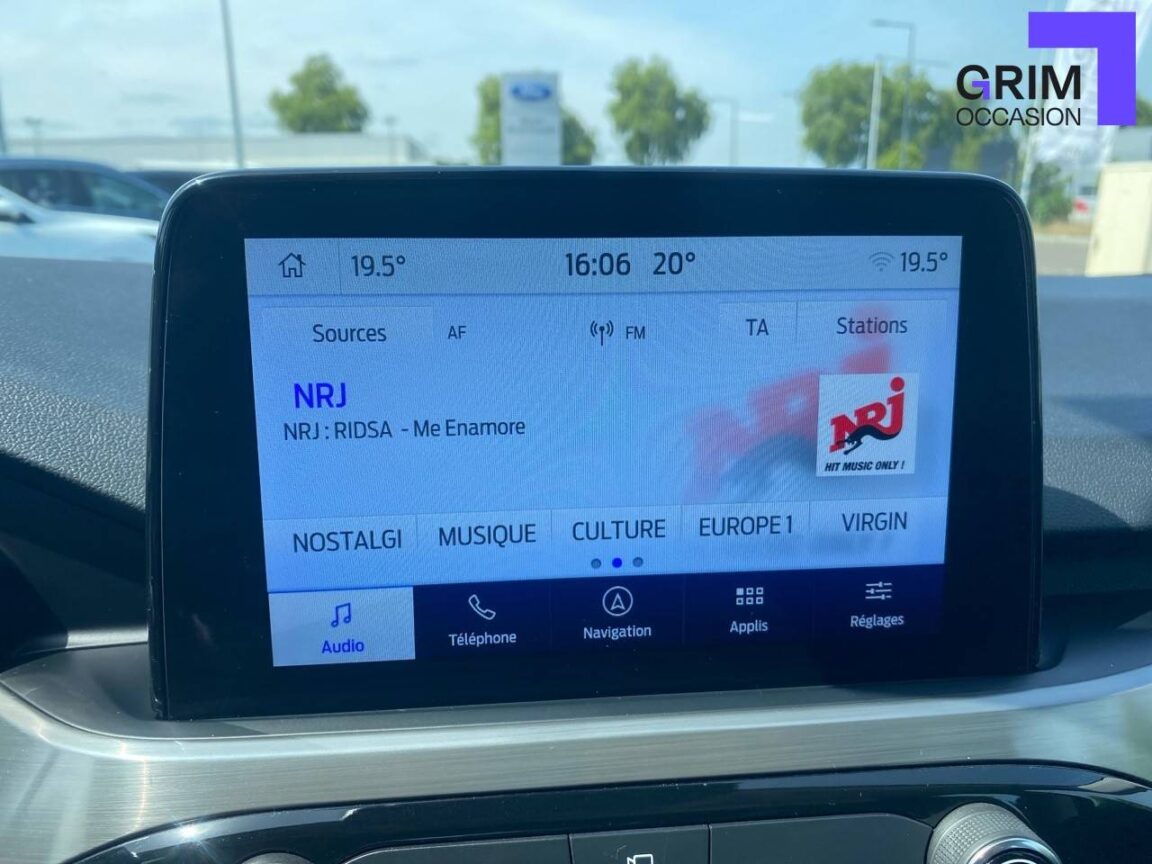 GRIM
OCCASION
Ford
19.5° 16:06 20° 19.5°
Sources AF FM TA Stations
NRJ
NRJ : RIDSA - Me Enamore
NRJ
HIT MUSIC ONLY !
NOSTALGI MUSIQUE CULTURE EUROPE 1 VIRGIN
Audio Téléphone Navigation Applis Réglages